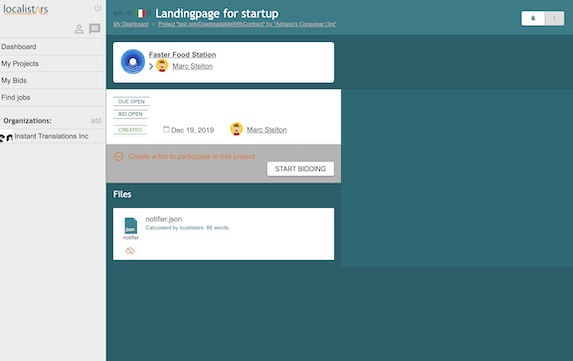 localistars
Dashboard
My Projects
My Bids
Find jobs
Organizations:
add
Instant Translations Inc
en
it
Landingpage for startup
My Dashboard
Project "test onlyDownloadableWithContract" by "Adriano's Consumer Org"
1
Faster Food Station
Marc Stelton
DUE OPEN
BID OPEN
CREATED
Dec 19, 2019
Marc Stelton
Create a bid to participate in this project
START BIDDING
Files
json
notifier
notifier.json
Calculated by localistars: 86 words.